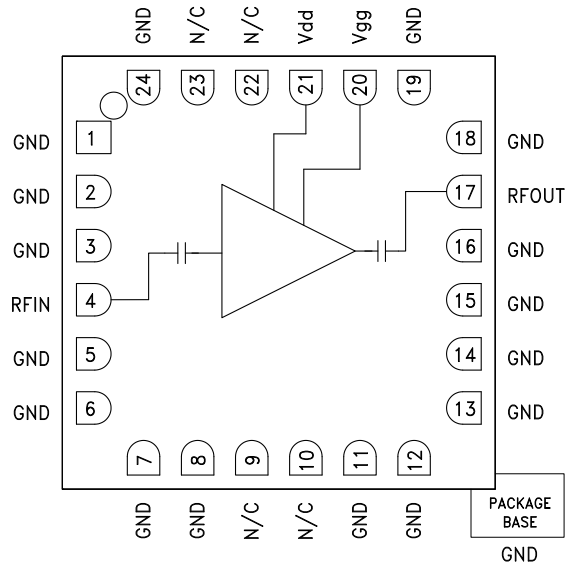 GND N/C N/C Vdd Vgg GND
24 23 22 21 20 19
GND 1
GND 2
GND 3
RFIN 4
GND 5
GND 6
18 GND
17 RFOUT
16 GND
15 GND
14 GND
13 GND
7 8 9 10 11 12
GND GND N/C N/C GND GND
PACKAGE
BASE
GND